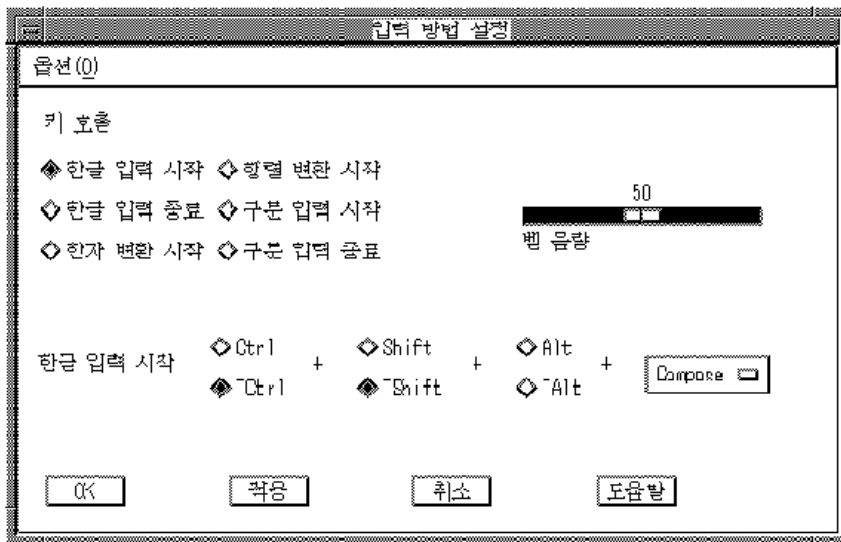 입력 방법 설정
옵션(O)
키 호출
한글 입력 시작 항렬 변환 시작
한글 입력 종료 구분 입력 시작
한자 변환 시작 구분 입력 종료
50
벨 음량
한글 입력 시작
Ctrl + Shift + Alt +
~Ctrl ~Shift ~Alt
Compose
OK 적용 취소 도움말